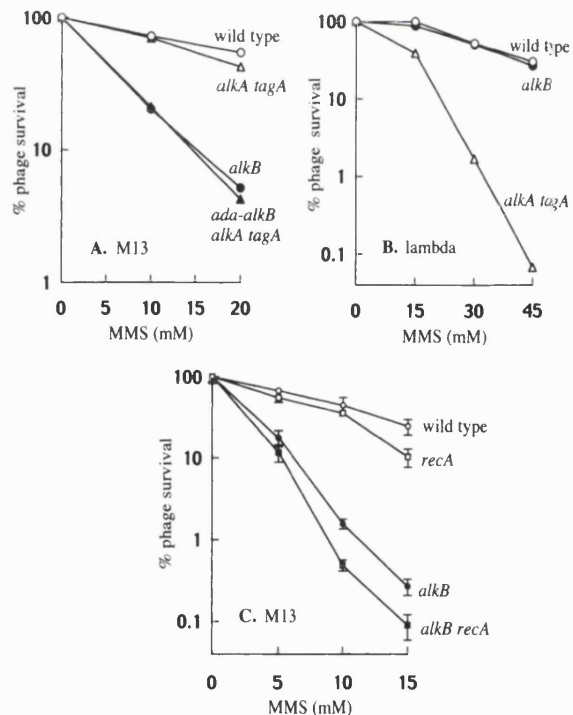 A.
100
10
1
% phage survival
wild type
alkA tagA
alkB
ada-alkB
alkA tagA
A. M13
0 5 10 15 20
MMS (mM)
B.
100
10
1
0.1
% phage survival
wild type
alkB
alkA tagA
B. lambda
0 15 30 45
MMS (mM)
100
10
1
0.1
% phage survival
wild type
recA
alkB
alkB recA
C. M13
0 5 10 15
MMS (mM)